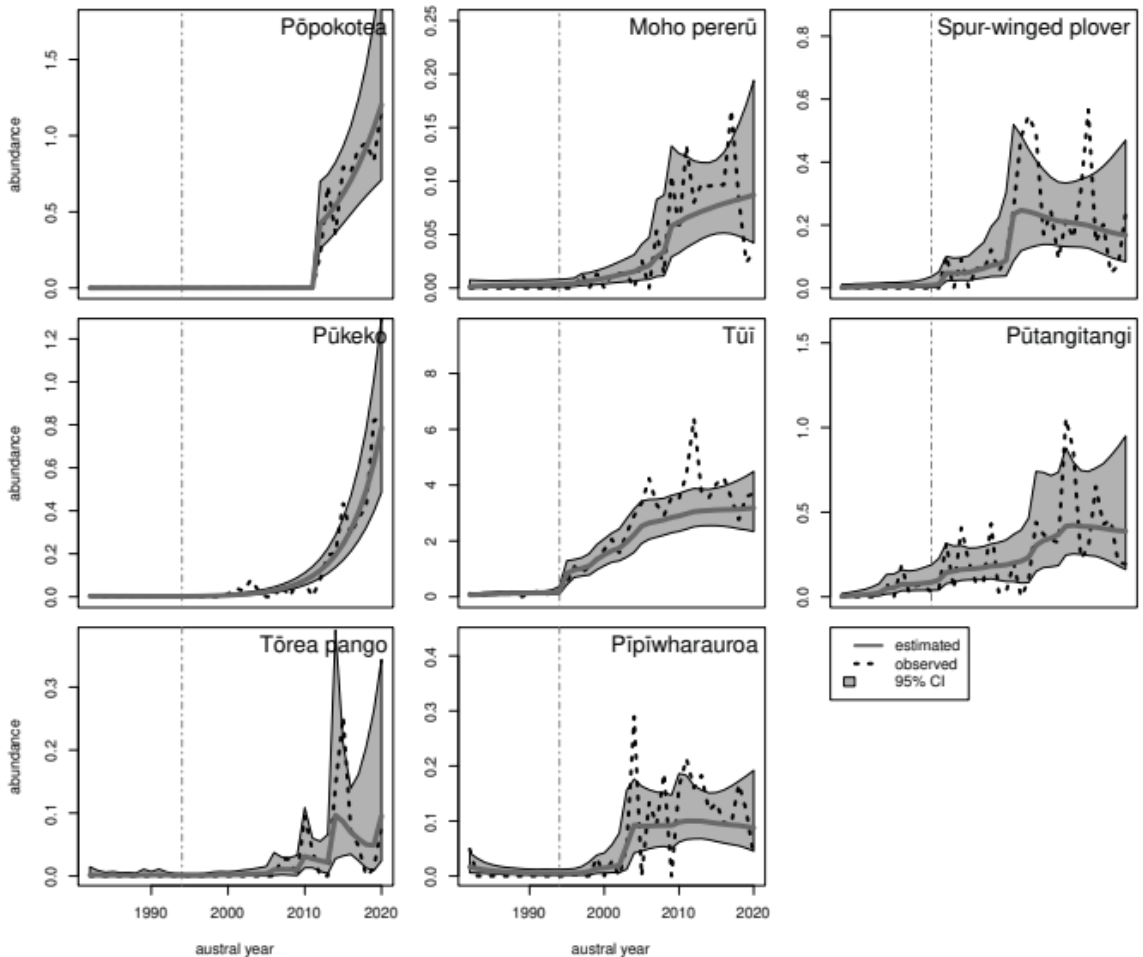 Pōpokotea
Moho pererū
Spur-winged plover
abundance
0.0
0.5
1.0
1.5
0.00
0.05
0.10
0.15
0.20
0.25
0.0
0.2
0.4
0.6
0.8
Pūkeko
Tūī
Pūtangitangi
abundance
0.0
0.2
0.4
0.6
0.8
1.0
1.2
0
2
4
6
8
0.0
0.5
1.0
1.5
Tōrea pango
Pīpīwharauroa
abundance
0.0
0.1
0.2
0.3
0.0
0.1
0.2
0.3
0.4
estimated
observed
95% CI
1990 2000 2010 2020
1990 2000 2010 2020
austral year
austral year